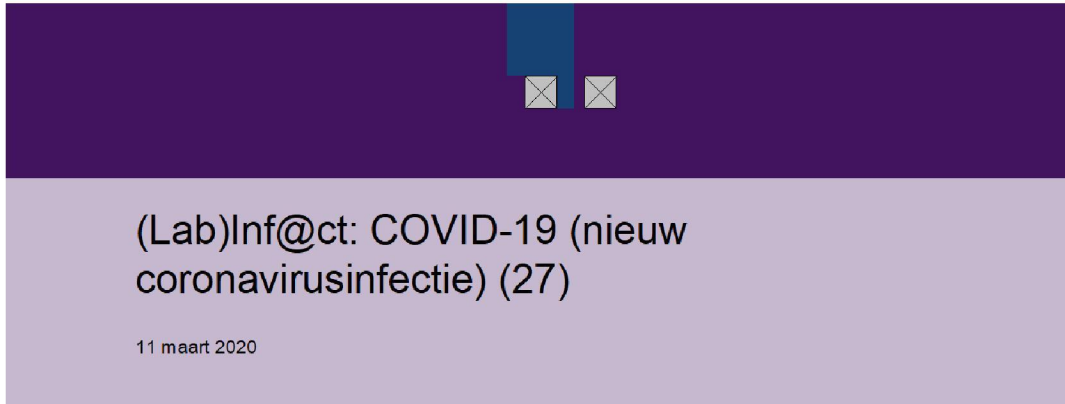 (Lab)Inf@ct: COVID-19 (nieuw
coronavirusinfectie) (27)
11 maart 2020